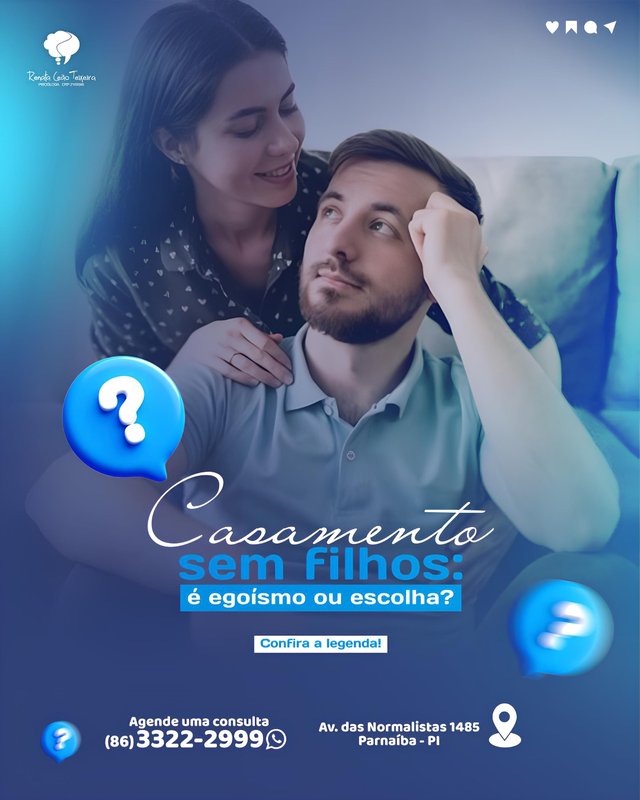 Renata Leão Teixeira
Casamento
sem filhos:
é egoísmo ou escolha?
Confira a legenda!
Agende uma consulta
(86) 3322-2999
Av. das Normalistas 1485
Parnaíba - PI